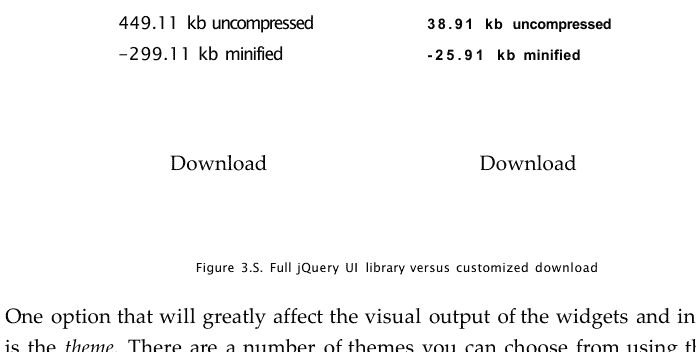 449.11 kb uncompressed 38.91 kb uncompressed
-299.11 kb minified -25.91 kb minified
Download Download
Figure 3.S. Full jQuery UI library versus customized download
One option that will greatly affect the visual output of the widgets and in
is the theme. There are a number of themes you can choose from using